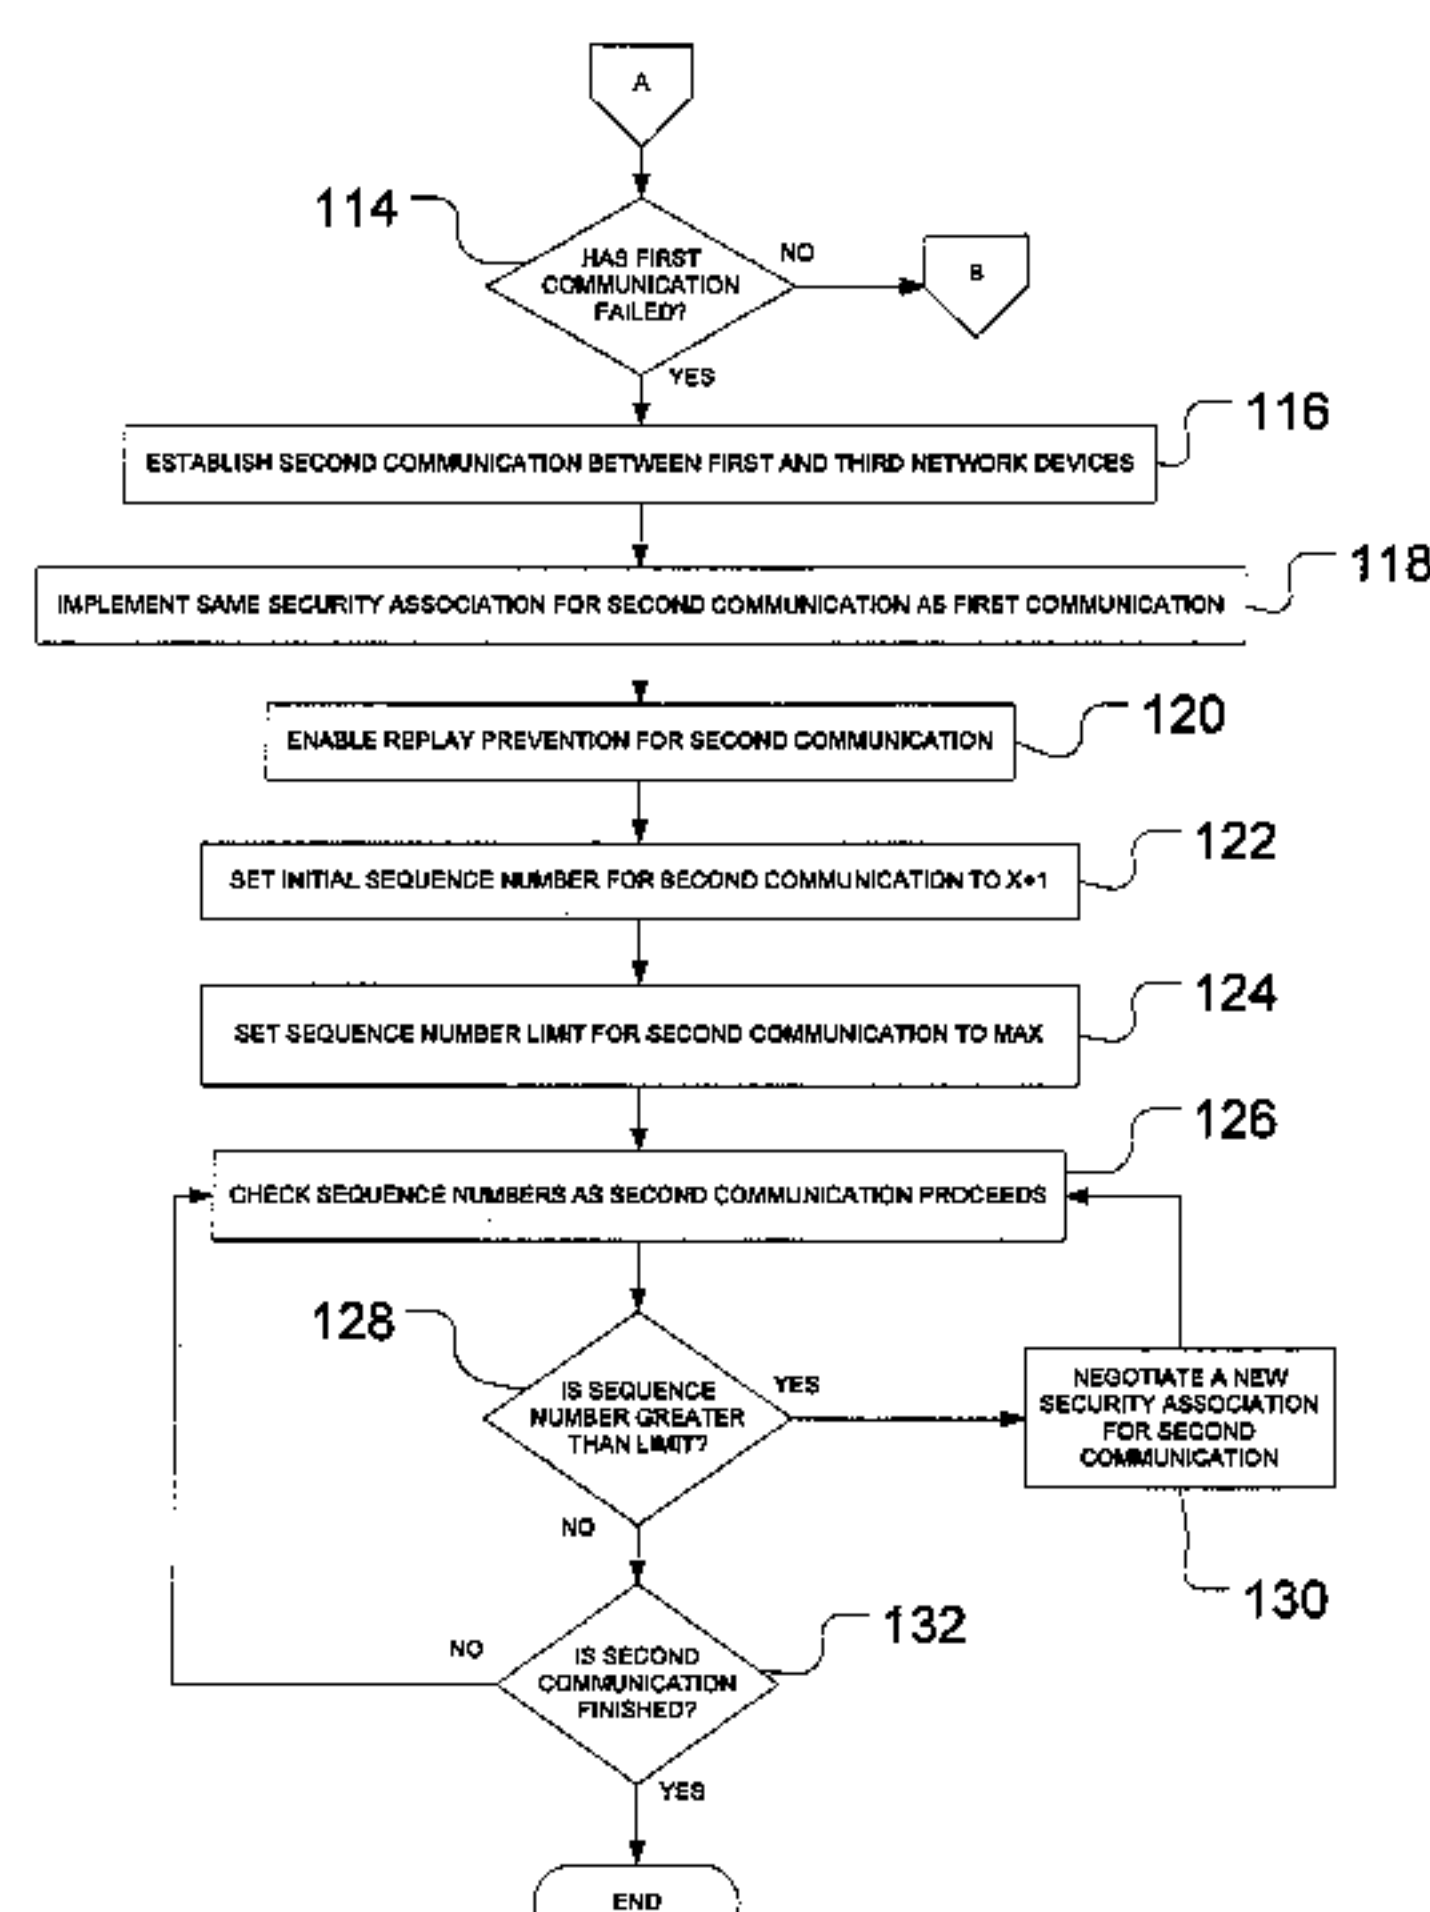 A
114
HAS FIRST
COMMUNICATION
FAILED?
NO
B
YES
116
ESTABLISH SECOND COMMUNICATION BETWEEN FIRST AND THIRD NETWORK DEVICES
118
IMPLEMENT SAME SECURITY ASSOCIATION FOR SECOND COMMUNICATION AS FIRST COMMUNICATION
120
ENABLE REPLAY PREVENTION FOR SECOND COMMUNICATION
122
SET INITIAL SEQUENCE NUMBER FOR SECOND COMMUNICATION TO X+1
124
SET SEQUENCE NUMBER LIMIT FOR SECOND COMMUNICATION TO MAX
126
CHECK SEQUENCE NUMBERS AS SECOND COMMUNICATION PROCEEDS
128
IS SEQUENCE
NUMBER GREATER
THAN LIMIT?
YES
NEGOTIATE A NEW
SECURITY ASSOCIATION
FOR SECOND
COMMUNICATION
NO
130
132
NO
IS SECOND
COMMUNICATION
FINISHED?
YES
END